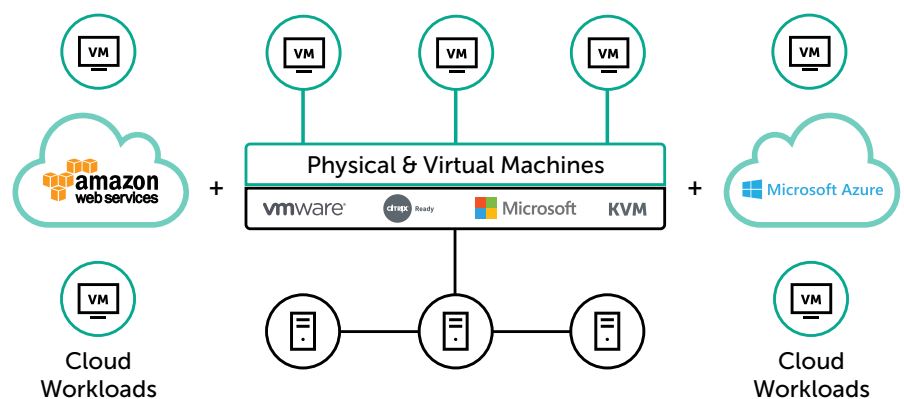 VM
VM
VM
VM
VM
Physical & Virtual Machines
amazon
web services
+
+
Microsoft Azure
vmware
citrix Ready
Microsoft
KVM
VM
VM
Cloud
Workloads
Cloud
Workloads